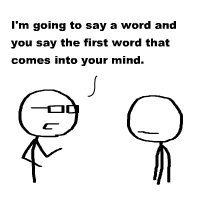 I'm going to say a word and
you say the first word that
comes into your mind.